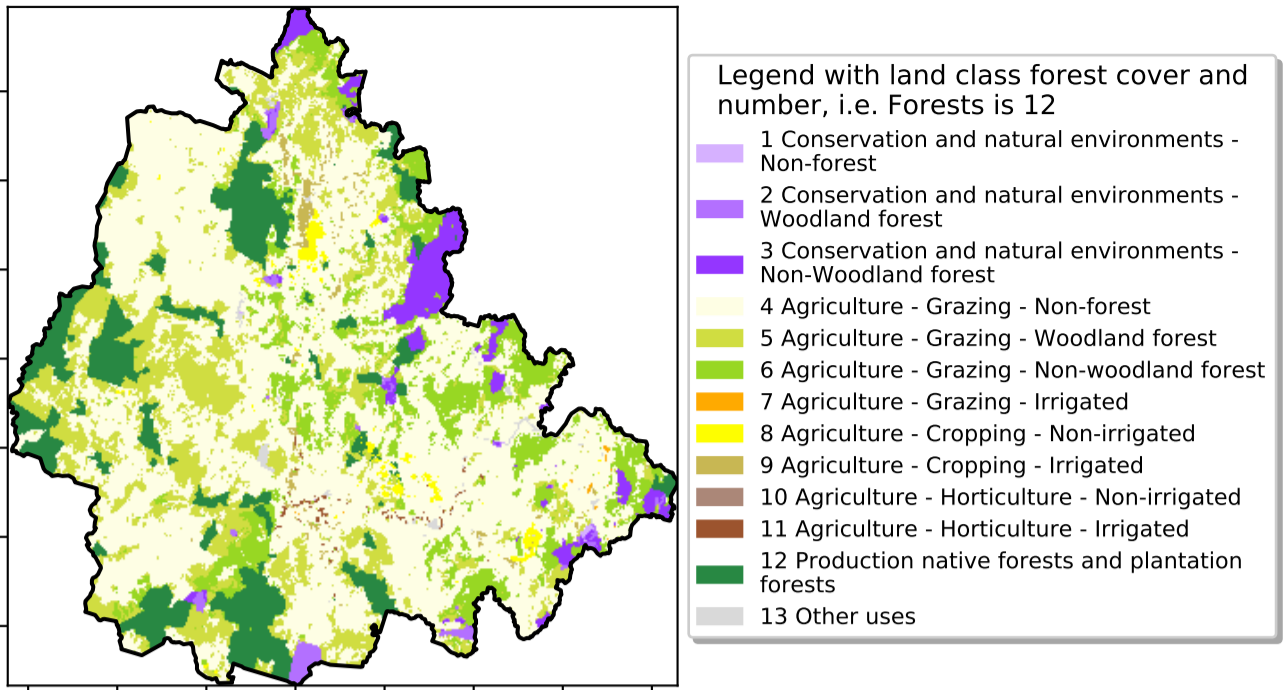 Legend with land class forest cover and
number, i.e. Forests is 12
1 Conservation and natural environments -
Non-forest
2 Conservation and natural environments -
Woodland forest
3 Conservation and natural environments -
Non-Woodland forest
4 Agriculture - Grazing - Non-forest
5 Agriculture - Grazing - Woodland forest
6 Agriculture - Grazing - Non-woodland forest
7 Agriculture - Grazing - Irrigated
8 Agriculture - Cropping - Non-irrigated
9 Agriculture - Cropping - Irrigated
10 Agriculture - Horticulture - Non-irrigated
11 Agriculture - Horticulture - Irrigated
12 Production native forests and plantation
forests
13 Other uses